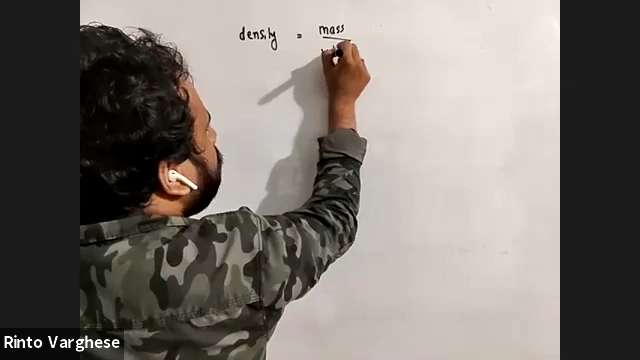 density = mass
Rinto Varghese